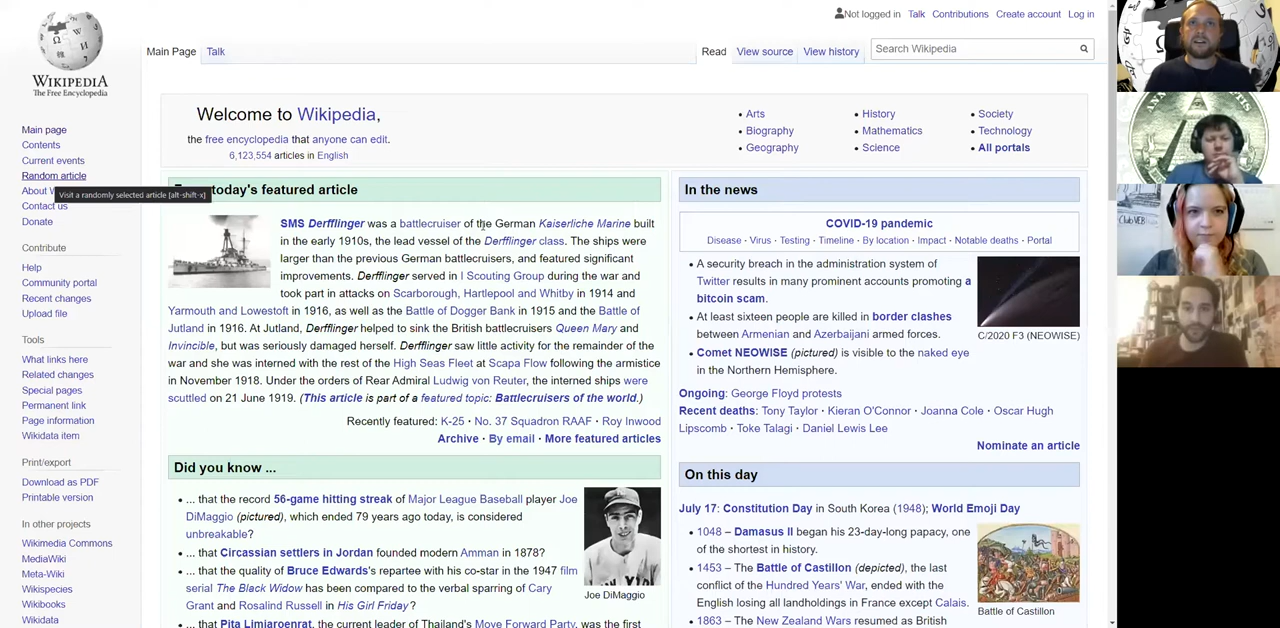 Not logged in Talk Contributions Create account Log in
Main Page Talk Read View source View history Search Wikipedia
WIKIPEDIA
The Free Encyclopedia
Main page
Contents
Current events
Random article
About W
Visit a randomly selected article [alt-shift-x]
Contact us
Donate
Contribute
Help
Community portal
Recent changes
Upload file
Tools
What links here
Related changes
Special pages
Permanent link
Page information
Wikidata item
Print/export
Download as PDF
Printable version
In other projects
Wikimedia Commons
MediaWiki
Meta-Wiki
Wikispecies
Wikibooks
Wikidata
Welcome to Wikipedia,
the free encyclopedia that anyone can edit.
6,123,554 articles in English
• Arts
• Biography
• Geography
• History
• Mathematics
• Science
• Society
• Technology
• All portals
today's featured article
SMS Derfflinger was a battlecruiser of the German Kaiserliche Marine built
in the early 1910s, the lead vessel of the Derfflinger class. The ships were
larger than the previous German battlecruisers, and featured significant
improvements. Derfflinger served in I Scouting Group during the war and
took part in attacks on Scarborough, Hartlepool and Whitby in 1914 and
Yarmouth and Lowestoft in 1916, as well as the Battle of Dogger Bank in 1915 and the Battle of
Jutland in 1916. At Jutland, Derfflinger helped to sink the British battlecruisers Queen Mary and
Invincible, but was seriously damaged herself. Derfflinger saw little activity for the remainder of the
war and she was interned with the rest of the High Seas Fleet at Scapa Flow following the armistice
in November 1918. Under the orders of Rear Admiral Ludwig von Reuter, the interned ships were
scuttled on 21 June 1919. (This article is part of a featured topic: Battlecruisers of the world.)
Recently featured: K-25 · No. 37 Squadron RAAF · Roy Inwood
Archive · By email · More featured articles
Did you know ...
• ... that the record 56-game hitting streak of Major League Baseball player Joe
DiMaggio (pictured), which ended 79 years ago today, is considered
unbreakable?
• ... that Circassian settlers in Jordan founded modern Amman in 1878?
• ... that the quality of Bruce Edwards's repartee with his co-star in the 1947 film
serial The Black Widow has been compared to the verbal sparring of Cary
Grant and Rosalind Russell in His Girl Friday?
• ... that Pita Limjaroenrat, the current leader of Thailand's Move Forward Party, was the first
Joe DiMaggio
In the news
COVID-19 pandemic
Disease · Virus · Testing · Timeline · By location · Impact · Notable deaths · Portal
• A security breach in the administration system of
Twitter results in many prominent accounts promoting a
bitcoin scam.
• At least sixteen people are killed in border clashes
between Armenian and Azerbaijani armed forces.
• Comet NEOWISE (pictured) is visible to the naked eye
in the Northern Hemisphere.
C/2020 F3 (NEOWISE)
Ongoing: George Floyd protests
Recent deaths: Tony Taylor · Kieran O'Connor · Joanna Cole · Oscar Hugh
Lipscomb · Toke Talagi · Daniel Lewis Lee
Nominate an article
On this day
July 17: Constitution Day in South Korea (1948); World Emoji Day
• 1048 – Damasus II began his 23-day-long papacy, one
of the shortest in history.
• 1453 – The Battle of Castillon (depicted), the last
conflict of the Hundred Years' War, ended with the
English losing all landholdings in France except Calais.
• 1863 – The New Zealand Wars resumed as British
Battle of Castillon